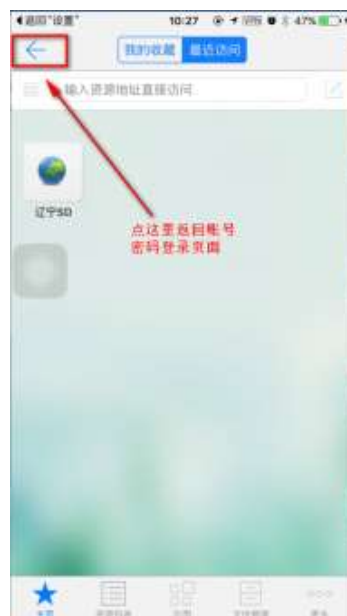 返回"设置" 10:27 47%
我的收藏 最近访问
输入资源地址直接访问
辽宁SD
点这里返回帐号
密码登录页面